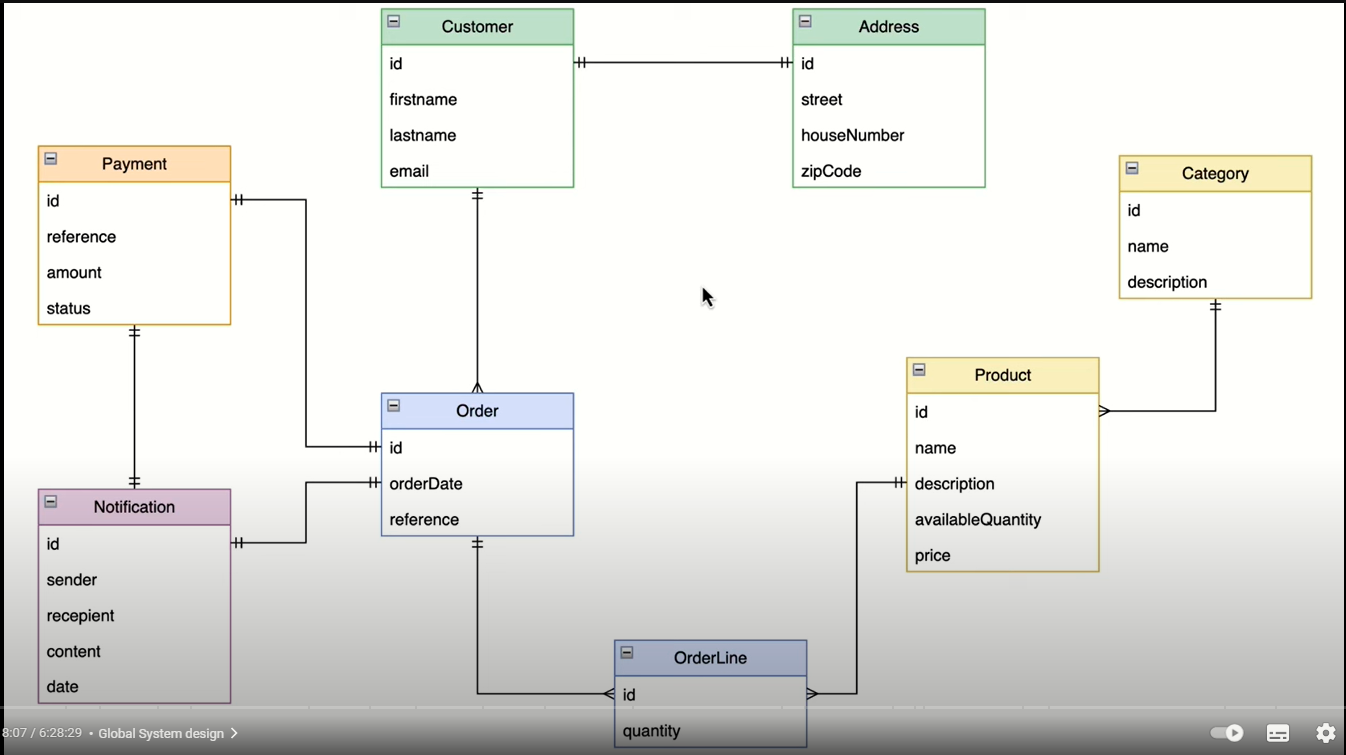 Customer
id
firstname
lastname
email
Address
id
street
houseNumber
zipCode
Payment
id
reference
amount
status
Category
id
name
description
Product
id
name
description
availableQuantity
price
Order
id
orderDate
reference
Notification
id
sender
recepient
content
date
OrderLine
id
quantity
8:07 / 6:28:29 • Global System design